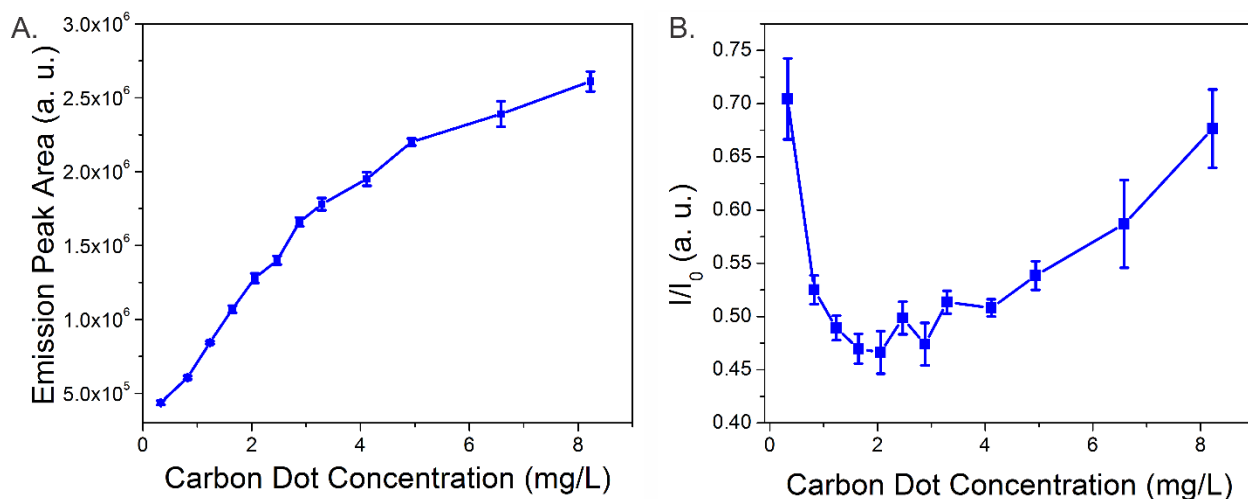 A.
Emission Peak Area (a. u.)
3.0x10⁶
2.5x10⁶
2.0x10⁶
1.5x10⁶
1.0x10⁶
5.0x10⁵
0 2 4 6 8
Carbon Dot Concentration (mg/L)
B.
I/I₀ (a. u.)
0.75
0.70
0.65
0.60
0.55
0.50
0.45
0.40
0 2 4 6 8
Carbon Dot Concentration (mg/L)